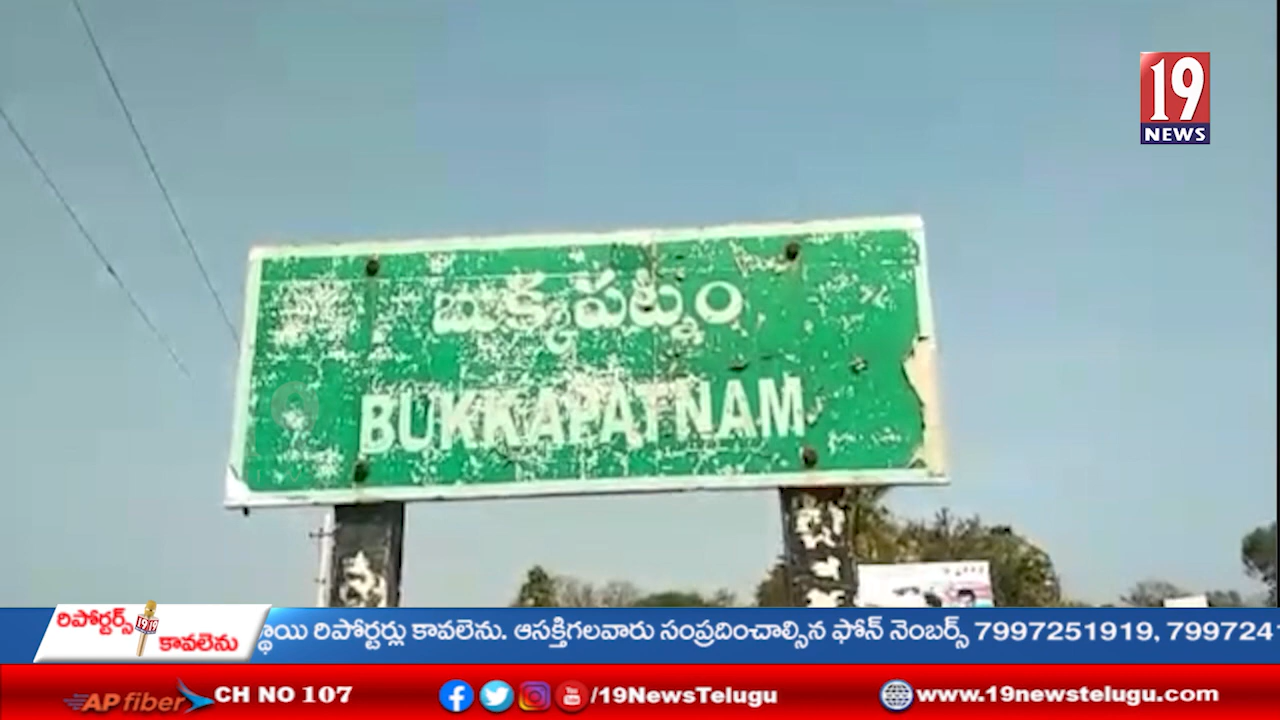 19
NEWS
బుక్కపట్నం
BUKKAPATNAM
రిపోర్టర్స్
కావలెను
స్థాయి రిపోర్టర్లు కావలెను. ఆసక్తిగలవారు సంప్రదించాల్సిన ఫోన్ నెంబర్స్ 7997251919, 799724
AP fiber CH NO 107 /19NewsTelugu www.19newstelugu.com